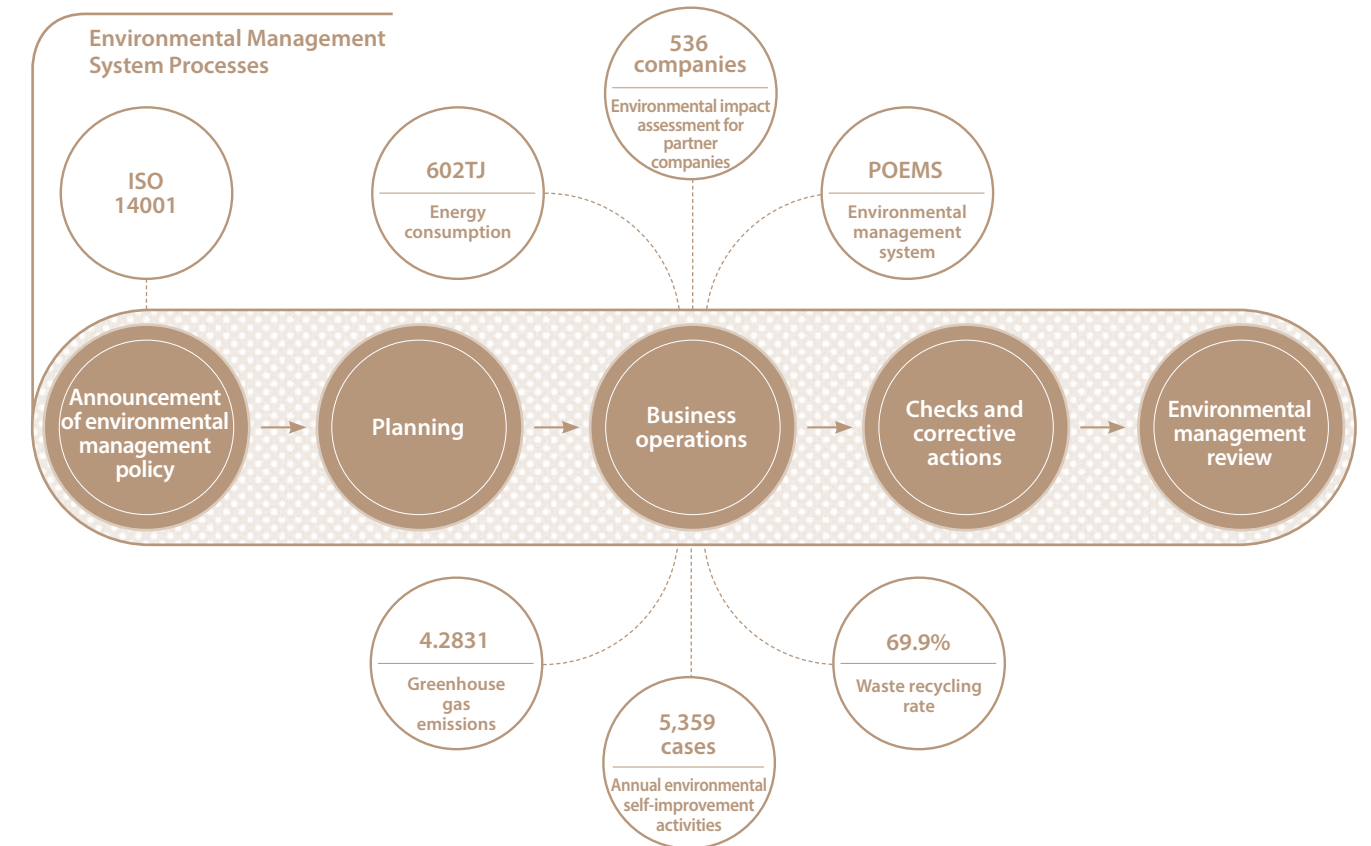 Environmental Management
System Processes
ISO
14001
602TJ
Energy
consumption
536
companies
Environmental impact
assessment for
partner
companies
POEMS
Environmental
management
system
Announcement
of environmental
management
policy
Planning
Business
operations
Checks and
corrective
actions
Environmental
management
review
4.2831
Greenhouse
gas
emissions
5,359
cases
Annual environmental
self-improvement
activities
69.9%
Waste recycling
rate